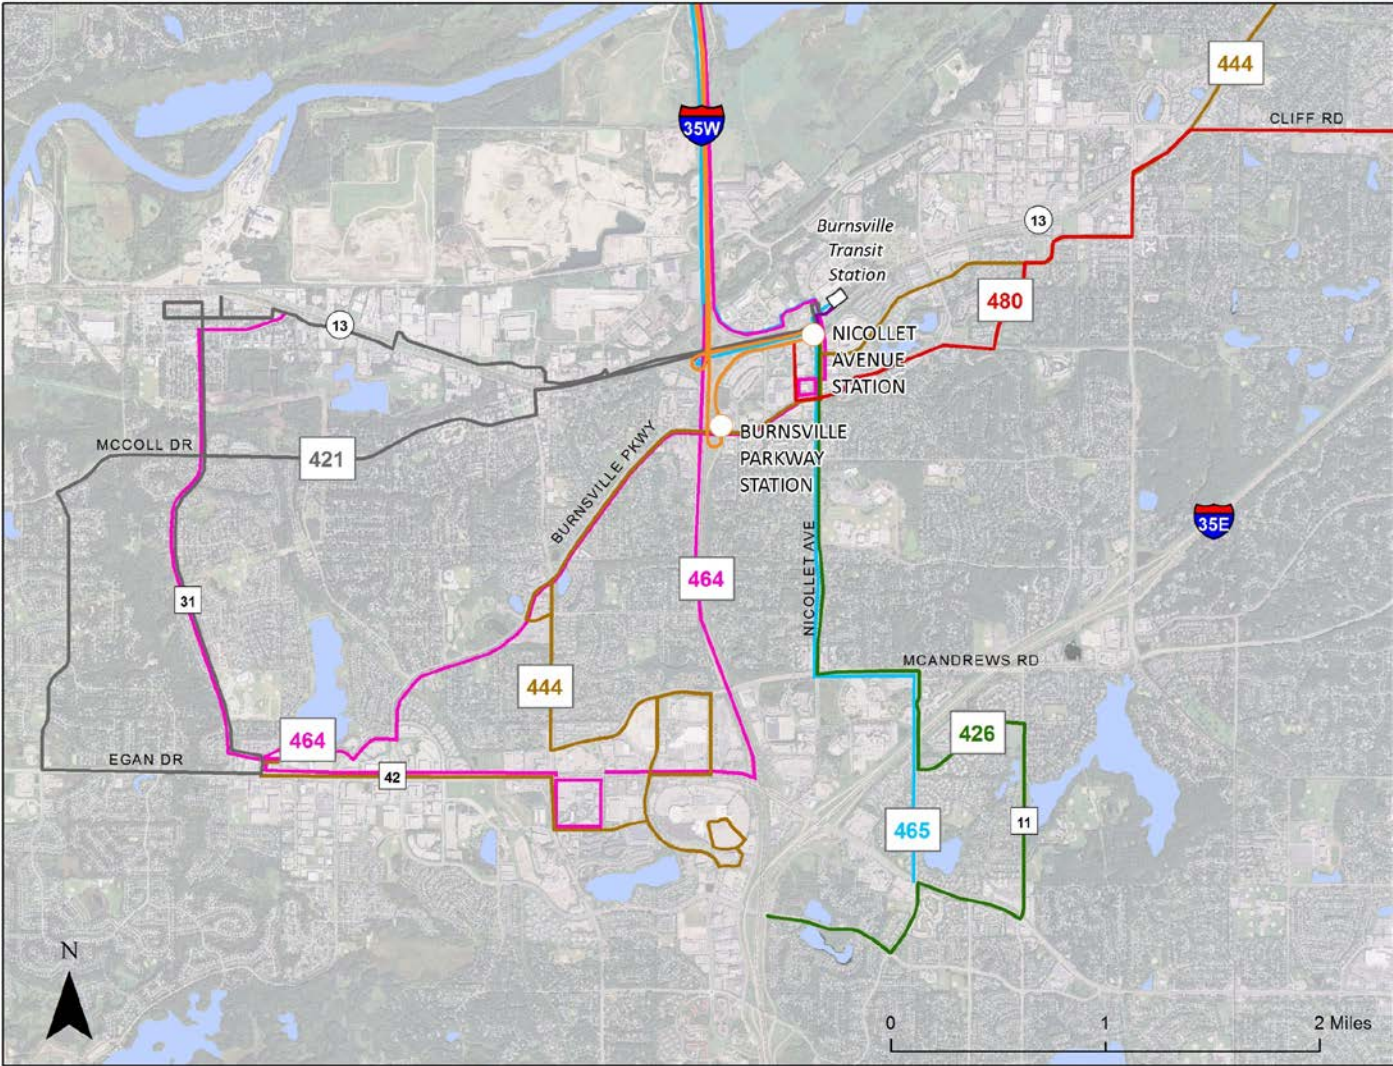 444
CLIFF RD
35W
13
Burnsville
Transit
Station
480
13
NICOLLET
AVENUE
STATION
BURNSVILLE
PARKWAY
STATION
MCCOLL DR
421
BURNSVILLE PKWY
35E
NICOLLET AVE
464
31
MCANDREWS RD
444
426
464
EGAN DR
42
465
11
N
0 1 2 Miles